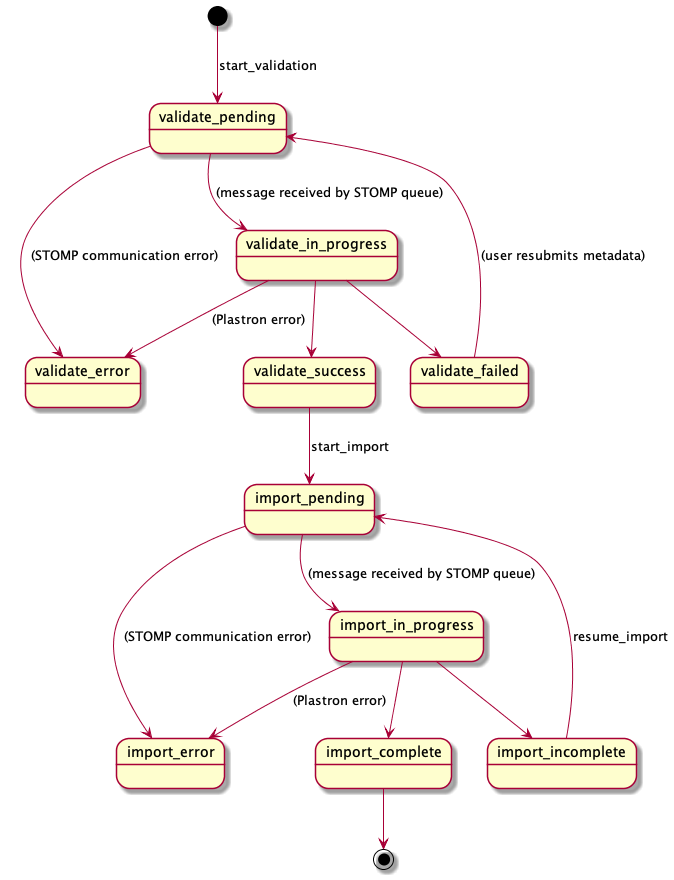 start_validation
validate_pending
(message received by STOMP queue)
validate_in_progress
(STOMP communication error)
(user resubmits metadata)
(Plastron error)
validate_error
validate_success
validate_failed
start_import
import_pending
(message received by STOMP queue)
import_in_progress
(STOMP communication error)
resume_import
(Plastron error)
import_error
import_complete
import_incomplete